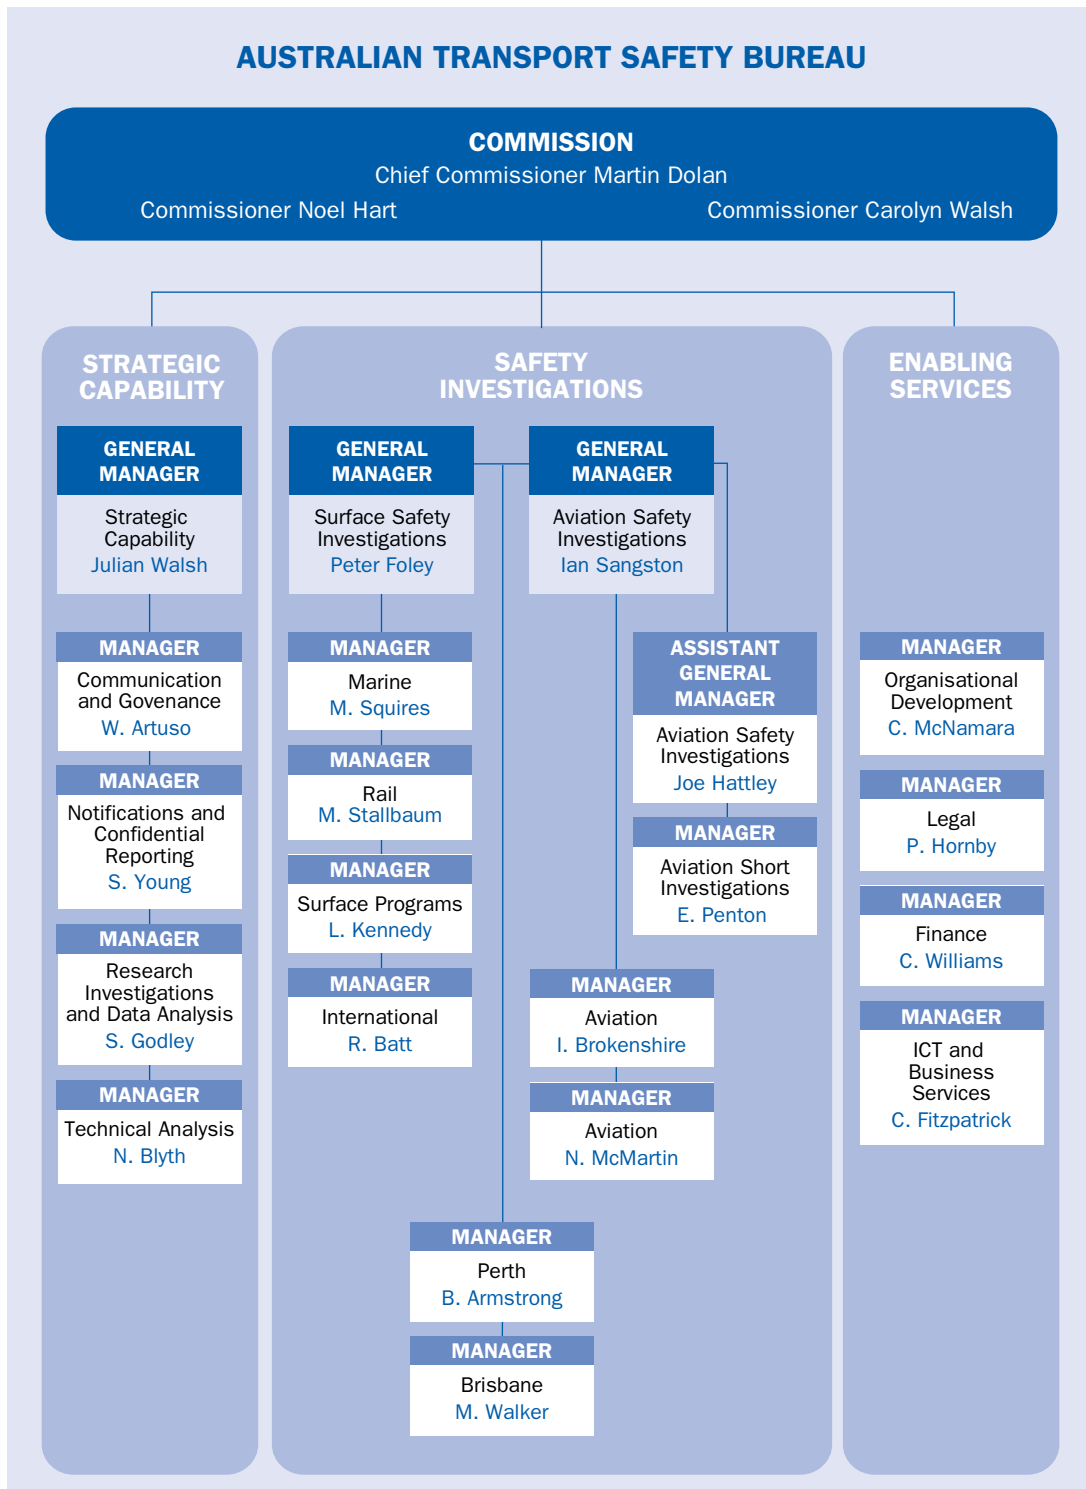 AUSTRALIAN TRANSPORT SAFETY BUREAU
COMMISSION
Chief Commissioner Martin Dolan
Commissioner Noel Hart
Commissioner Carolyn Walsh
STRATEGIC
CAPABILITY
GENERAL
MANAGER
Strategic
Capability
Julian Walsh
MANAGER
Communication
and Govenance
W. Artuso
MANAGER
Notifications and
Confidential
Reporting
S. Young
MANAGER
Research
Investigations
and Data Analysis
S. Godley
MANAGER
Technical Analysis
N. Blyth
SAFETY
INVESTIGATIONS
GENERAL
MANAGER
Surface Safety
Investigations
Peter Foley
MANAGER
Marine
M. Squires
MANAGER
Rail
M. Stallbaum
MANAGER
Surface Programs
L. Kennedy
MANAGER
International
R. Batt
GENERAL
MANAGER
Aviation Safety
Investigations
Ian Sangston
ASSISTANT
GENERAL
MANAGER
Aviation Safety
Investigations
Joe Hattley
MANAGER
Aviation Short
Investigations
E. Penton
MANAGER
Aviation
I. Brokenshire
MANAGER
Aviation
N. McMartin
MANAGER
Perth
B. Armstrong
MANAGER
Brisbane
M. Walker
ENABLING
SERVICES
MANAGER
Organisational
Development
C. McNamara
MANAGER
Legal
P. Hornby
MANAGER
Finance
C. Williams
MANAGER
ICT and
Business
Services
C. Fitzpatrick